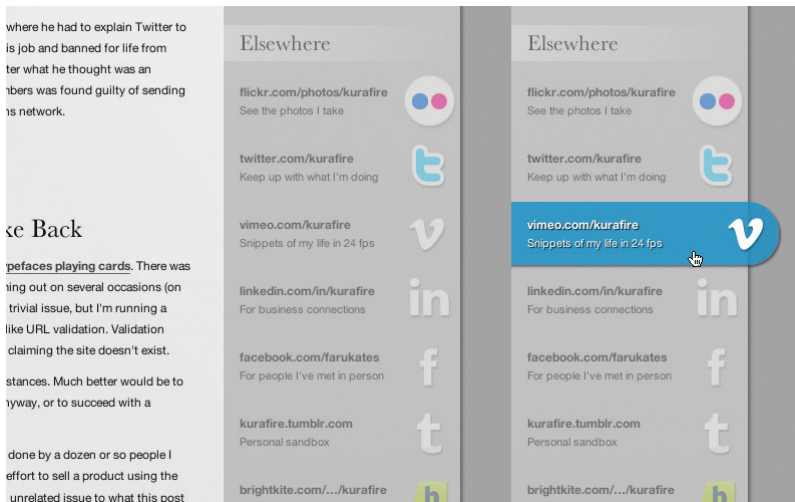 where he had to explain Twitter to
is job and banned for life from
ter what he thought was an
nbers was found guilty of sending
ns network.
ke Back
ypefaces playing cards. There was
ning out on several occasions (on
trivial issue, but I'm running a
like URL validation. Validation
claiming the site doesn't exist.
stances. Much better would be to
nyway, or to succeed with a
done by a dozen or so people I
effort to sell a product using the
unrelated issue to what this post
Elsewhere
flickr.com/photos/kurafire
See the photos I take
twitter.com/kurafire
Keep up with what I'm doing
t
vimeo.com/kurafire
Snippets of my life in 24 fps
v
linkedin.com/in/kurafire
For business connections
in
facebook.com/farukates
For people I've met in person
f
kurafire.tumblr.com
Personal sandbox
t
brightkite.com/.../kurafire
b
Elsewhere
flickr.com/photos/kurafire
See the photos I take
twitter.com/kurafire
Keep up with what I'm doing
t
vimeo.com/kurafire
Snippets of my life in 24 fps
v
linkedin.com/in/kurafire
For business connections
in
facebook.com/farukates
For people I've met in person
f
kurafire.tumblr.com
Personal sandbox
t
brightkite.com/.../kurafire
b